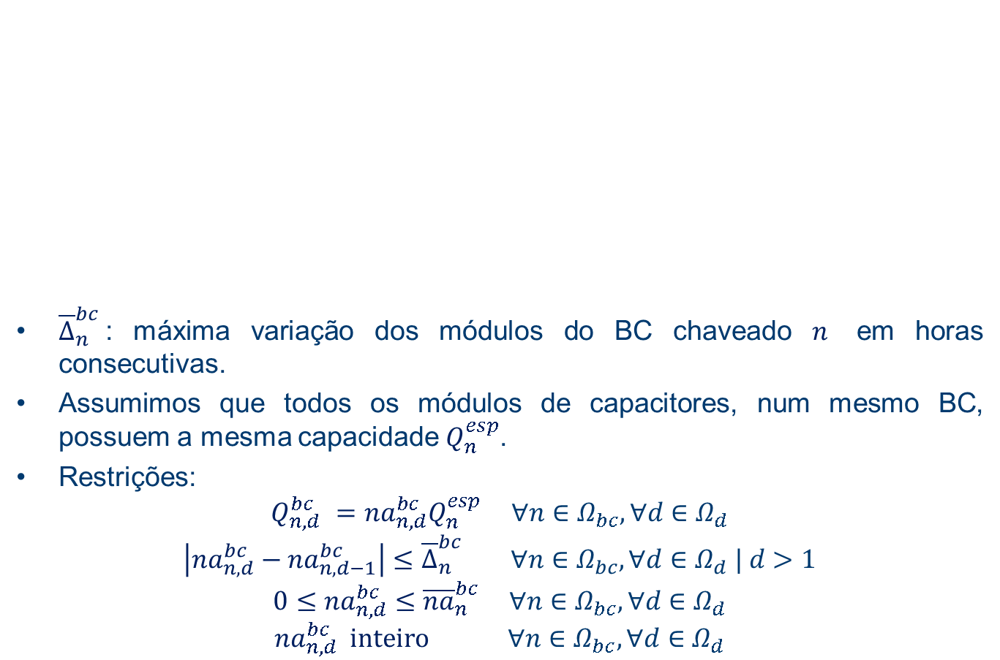 • $\overline{\Delta}_n^{bc}$ : máxima variação dos módulos do BC chaveado $n$ em horas
consecutivas.
• Assumimos que todos os módulos de capacitores, num mesmo BC,
possuem a mesma capacidade $Q_n^{esp}$.
• Restrições:
$Q_{n,d}^{bc} = na_{n,d}^{bc} Q_n^{esp} \quad \forall n \in \Omega_{bc}, \forall d \in \Omega_d$
$\left| na_{n,d}^{bc} - na_{n,d-1}^{bc} \right| \leq \overline{\Delta}_n^{bc} \quad \forall n \in \Omega_{bc}, \forall d \in \Omega_d \mid d > 1$
$0 \leq na_{n,d}^{bc} \leq \overline{na}_n^{bc} \quad \forall n \in \Omega_{bc}, \forall d \in \Omega_d$
$na_{n,d}^{bc}$ inteiro $\quad \forall n \in \Omega_{bc}, \forall d \in \Omega_d$